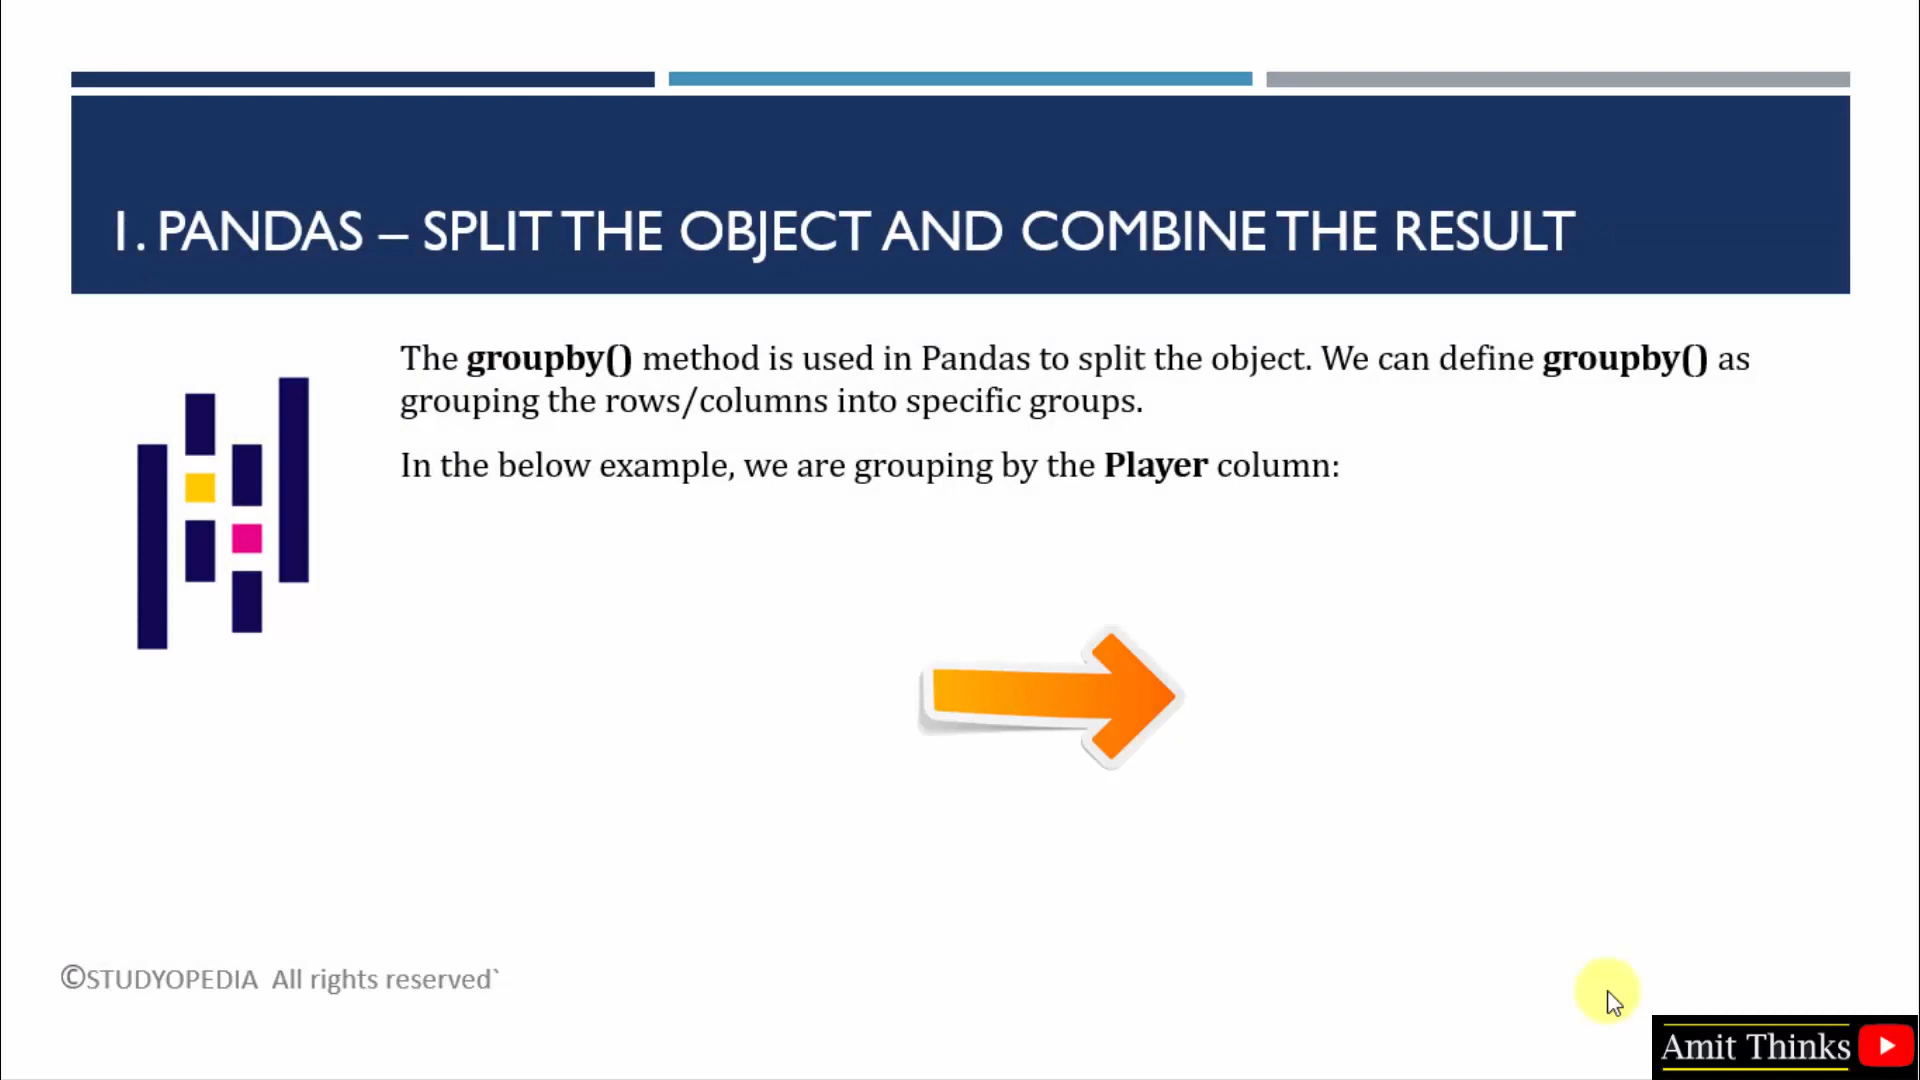 1. PANDAS – SPLIT THE OBJECT AND COMBINE THE RESULT
The groupby() method is used in Pandas to split the object. We can define groupby() as
grouping the rows/columns into specific groups.
In the below example, we are grouping by the Player column:
©STUDYOPEDIA All rights reserved`
Amit Thinks